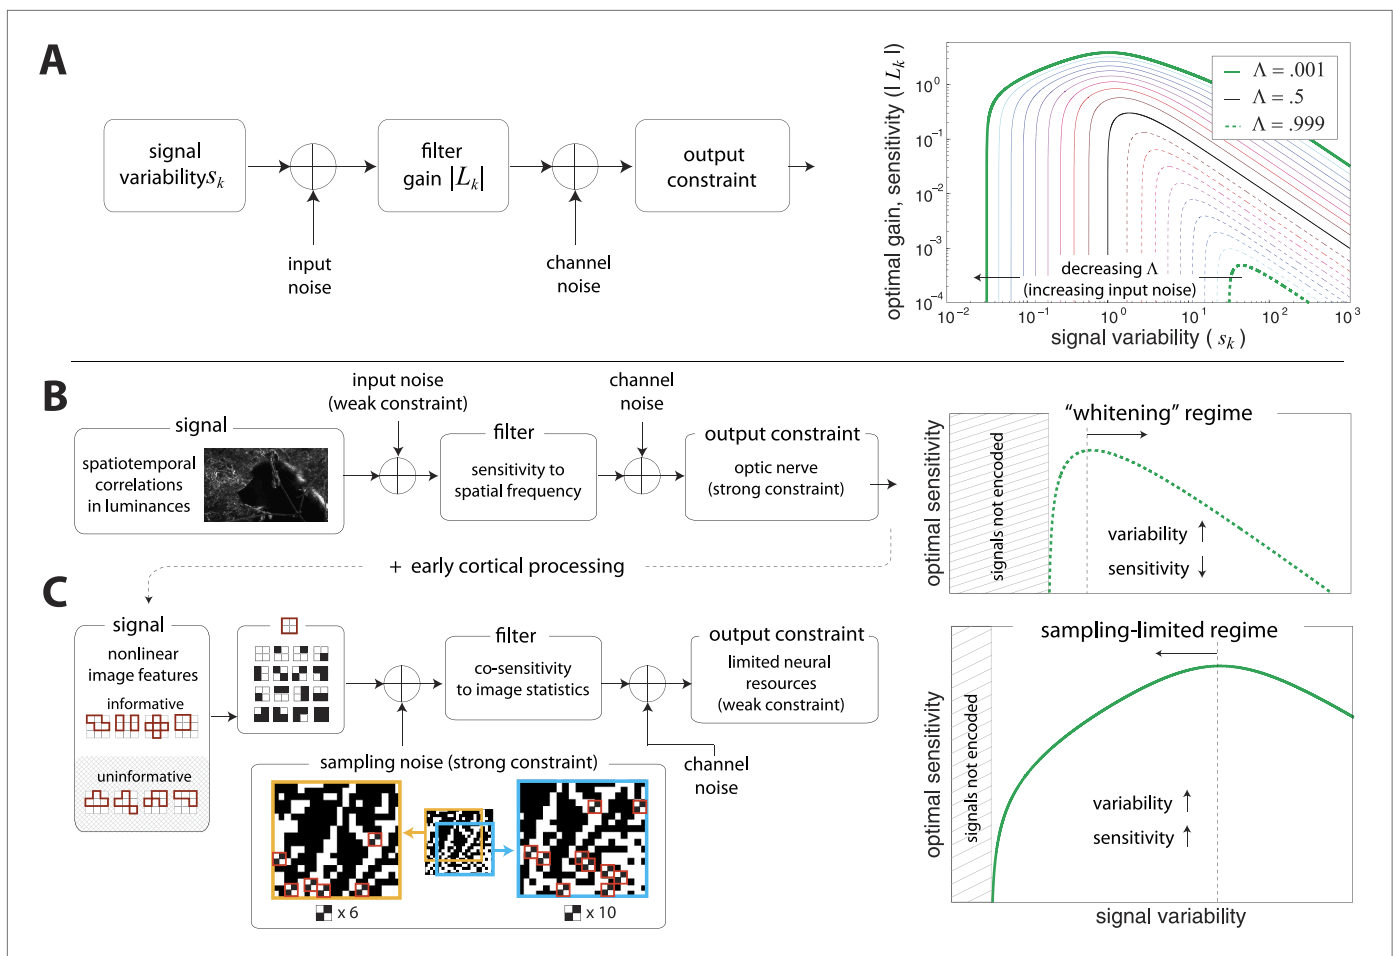 A
signal
variability s_k
filter
gain |L_k|
output
constraint
input
noise
channel
noise
optimal gain, sensitivity (| L_k |)
10^0
10^-1
10^-2
10^-3
10^-4
Λ = .001
Λ = .5
Λ = .999
decreasing Λ
(increasing input noise)
10^-2
10^-1
10^0
10^1
10^2
10^3
signal variability ( s_k )
B
input noise
(weak constraint)
channel
noise
signal
spatiotemporal
correlations
in luminances
filter
sensitivity to
spatial frequency
output constraint
optic nerve
(strong constraint)
optimal sensitivity
signals not encoded
“whitening” regime
variability ↑
sensitivity ↓
+ early cortical processing
C
signal
nonlinear
image features
informative
uninformative
filter
co-sensitivity
to image statistics
output constraint
limited neural
resources
(weak constraint)
channel
noise
sampling noise (strong constraint)
x 6
x 10
optimal sensitivity
signals not encoded
sampling-limited regime
variability ↑
sensitivity ↑
signal variability